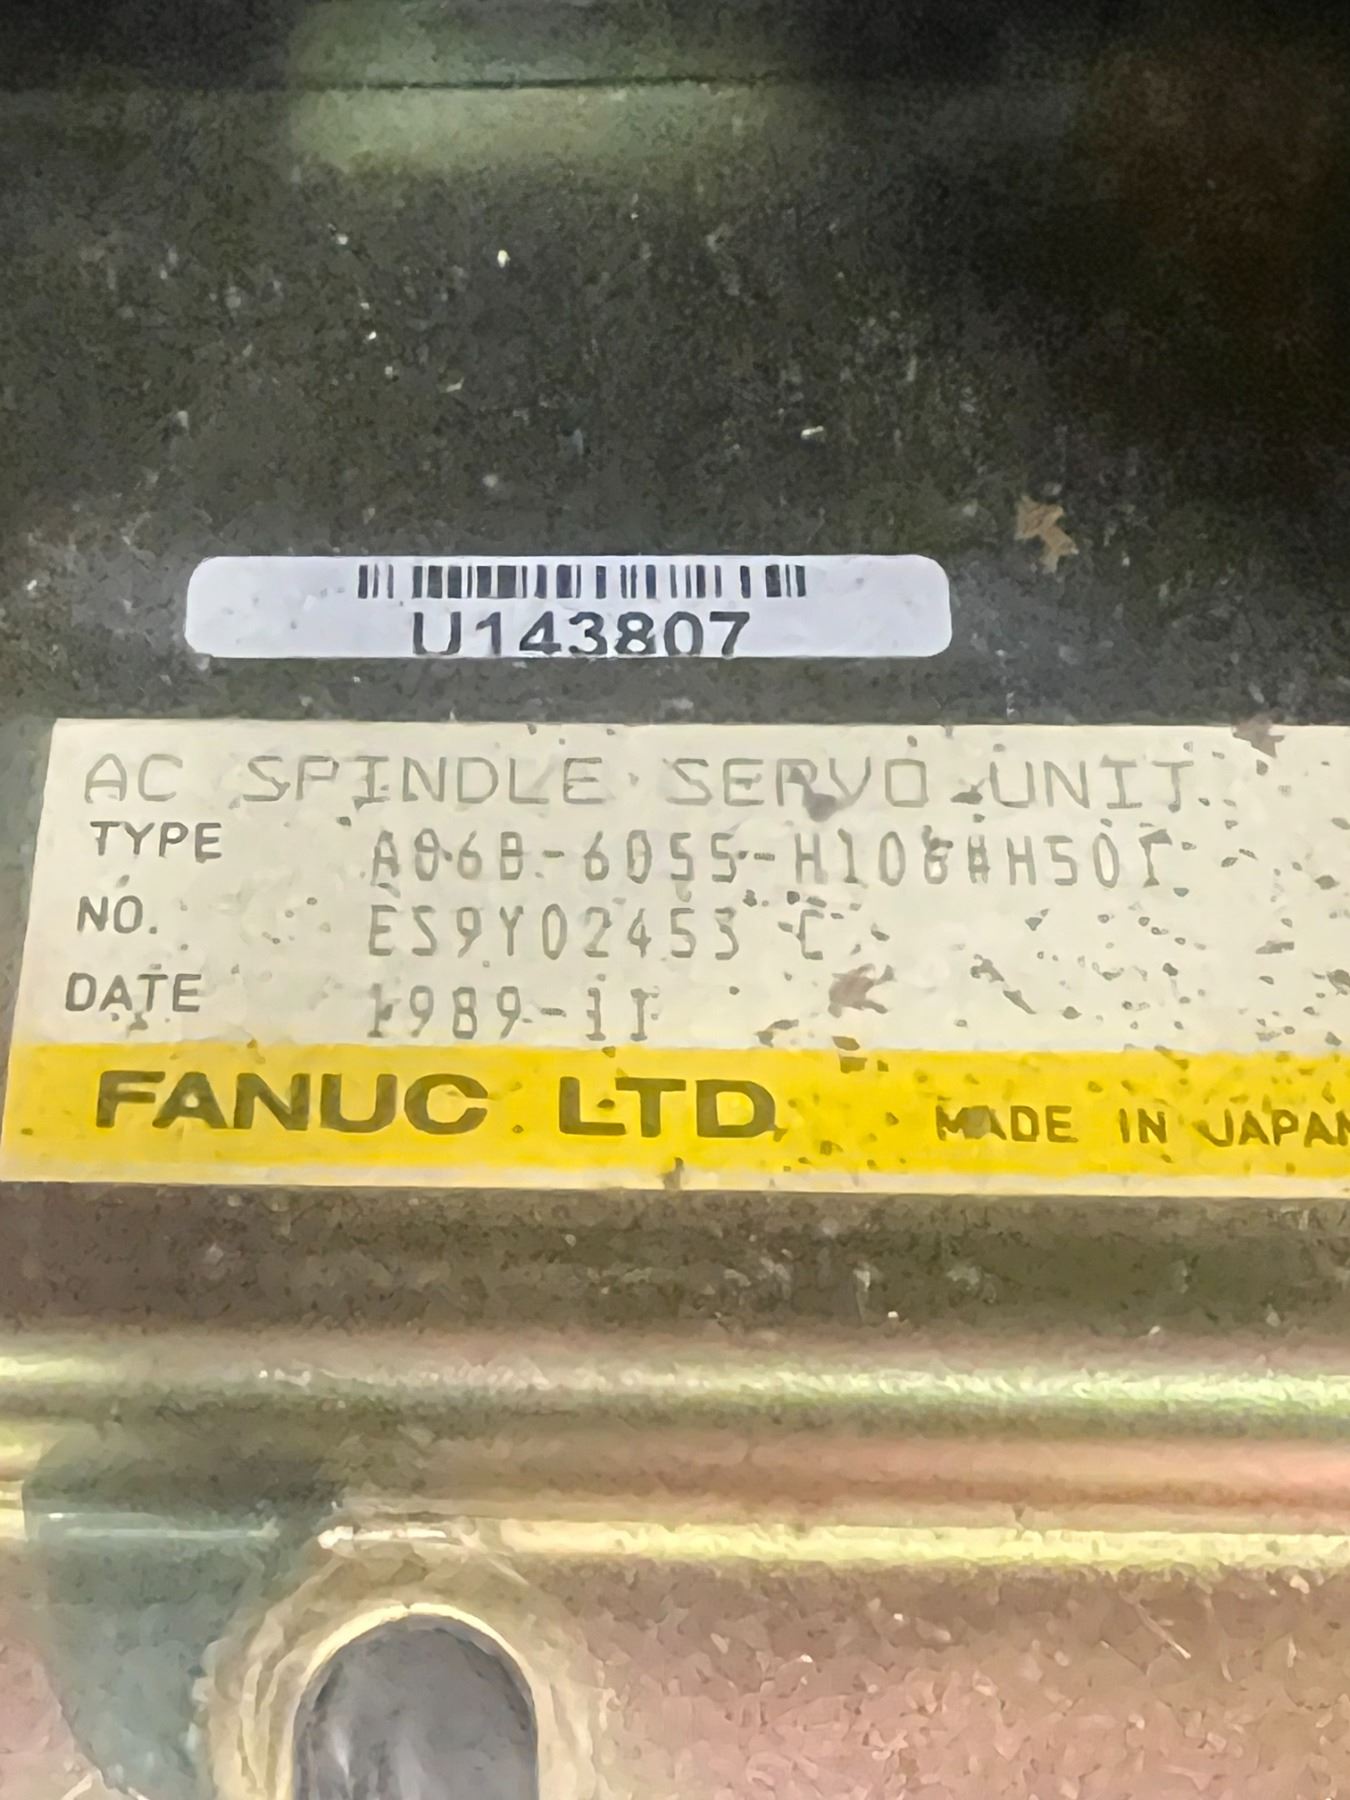 U143807
AC SPINDLE SERVO UNIT
TYPE A06B-6055-H106#H501
NO. ES9Y02453 C
DATE 1989-11
FANUC LTD MADE IN JAPAN